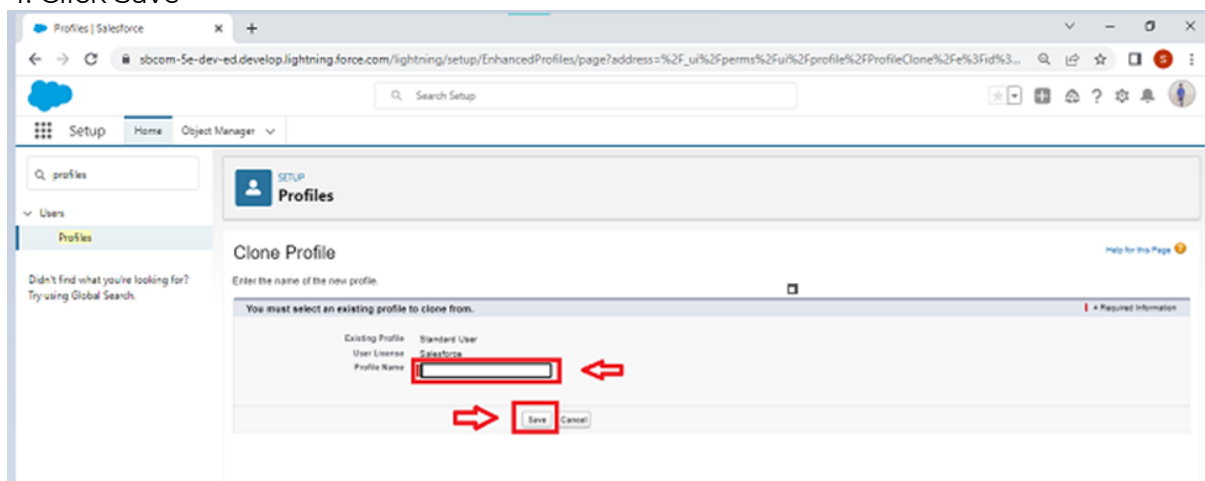 4. Click Save
Profiles | Salesforce
sbcom-5e-dev-ed.develop.lightning.force.com/lightning/setup/EnhancedProfiles/page?address=%2F_ui%2Fperms%2Fui%2Fprofile%2FProfileClone%2Fe%3Fid%3...
S
Search Setup
Setup Home Object Manager
profiles
SETUP
Profiles
Users
Profiles
Didn't find what you're looking for?
Try using Global Search.
Clone Profile
Help for this Page
Enter the name of the new profile.
You must select an existing profile to clone from.
= Required Information
Existing Profile Standard User
User License Salesforce
Profile Name
Save Cancel